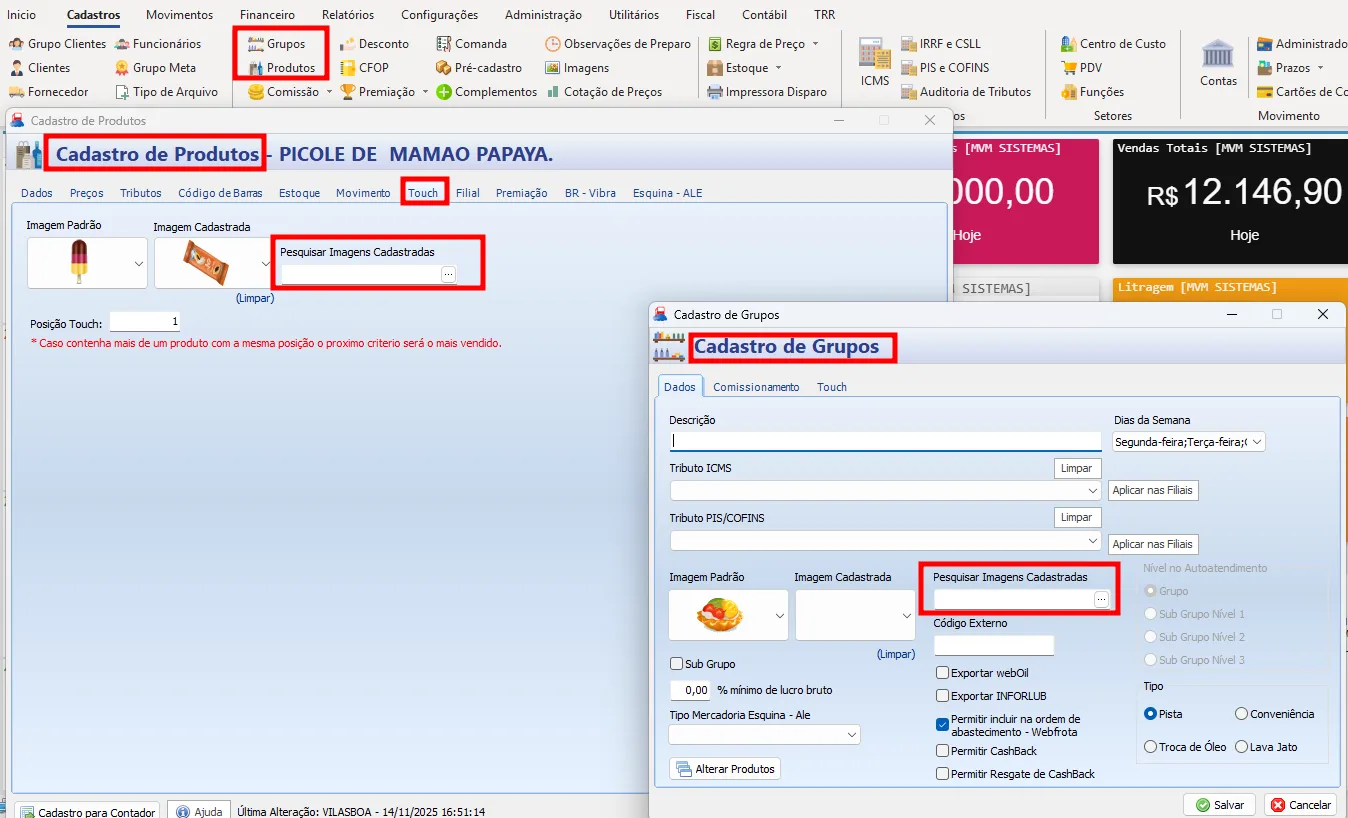 Inicio Cadastros Movimentos Financeiro Relatórios Configurações Administração Utilitários Fiscal Contábil TRR
Grupo Clientes Funcionários Grupos Desconto Comanda Observações de Preparo Regra de Preço IRRF e CSLL Centro de Custo Administrado
Clientes Grupo Meta Produtos CFOP Pré-cadastro Imagens Estoque ICMS PIS e COFINS PDV Contas Prazos
Fornecedor Tipo de Arquivo Comissão Premiação Complementos Cotação de Preços Impressora Disparo Auditoria de Tributos Funções Cartões de Co
os Setores Movimento
Cadastro de Produtos
Cadastro de Produtos - PICOLE DE MAMAO PAPAYA.
Dados Preços Tributos Código de Barras Estoque Movimento Touch Filial Premiação BR - Vibra Esquina - ALE
Imagem Padrão Imagem Cadastrada
Pesquisar Imagens Cadastradas
...
(Limpar)
Posição Touch: 1
* Caso contenha mais de um produto com a mesma posição o proximo criterio será o mais vendido.
s [MVM SISTEMAS] Vendas Totais [MVM SISTEMAS]
000,00 R$ 12.146,90
Hoje Hoje
SISTEMAS] Litragem [MVM SISTEMAS]
Cadastro de Grupos
Cadastro de Grupos
Dados Comissionamento Touch
Descrição Dias da Semana
Segunda-feira;Terça-feira;
Tributo ICMS Limpar
Aplicar nas Filiais
Tributo PIS/COFINS Limpar
Aplicar nas Filiais
Imagem Padrão Imagem Cadastrada Pesquisar Imagens Cadastradas
...
Nível no Autoatendimento
Grupo
Código Externo
Sub Grupo Nível 1
Sub Grupo Nível 2
(Limpar)
Sub Grupo Nível 3
Sub Grupo
Exportar webOil
0,00 % mínimo de lucro bruto
Exportar INFORLUB
Tipo
Tipo Mercadoria Esquina - Ale
Permitir incluir na ordem de
abastecimento - Webfrota
Pista Conveniência
Permitir CashBack
Troca de Óleo Lava Jato
Alterar Produtos
Permitir Resgate de CashBack
Salvar Cancelar
Cadastro para Contador Ajuda Última Alteração: VILASBOA - 14/11/2025 16:51:14